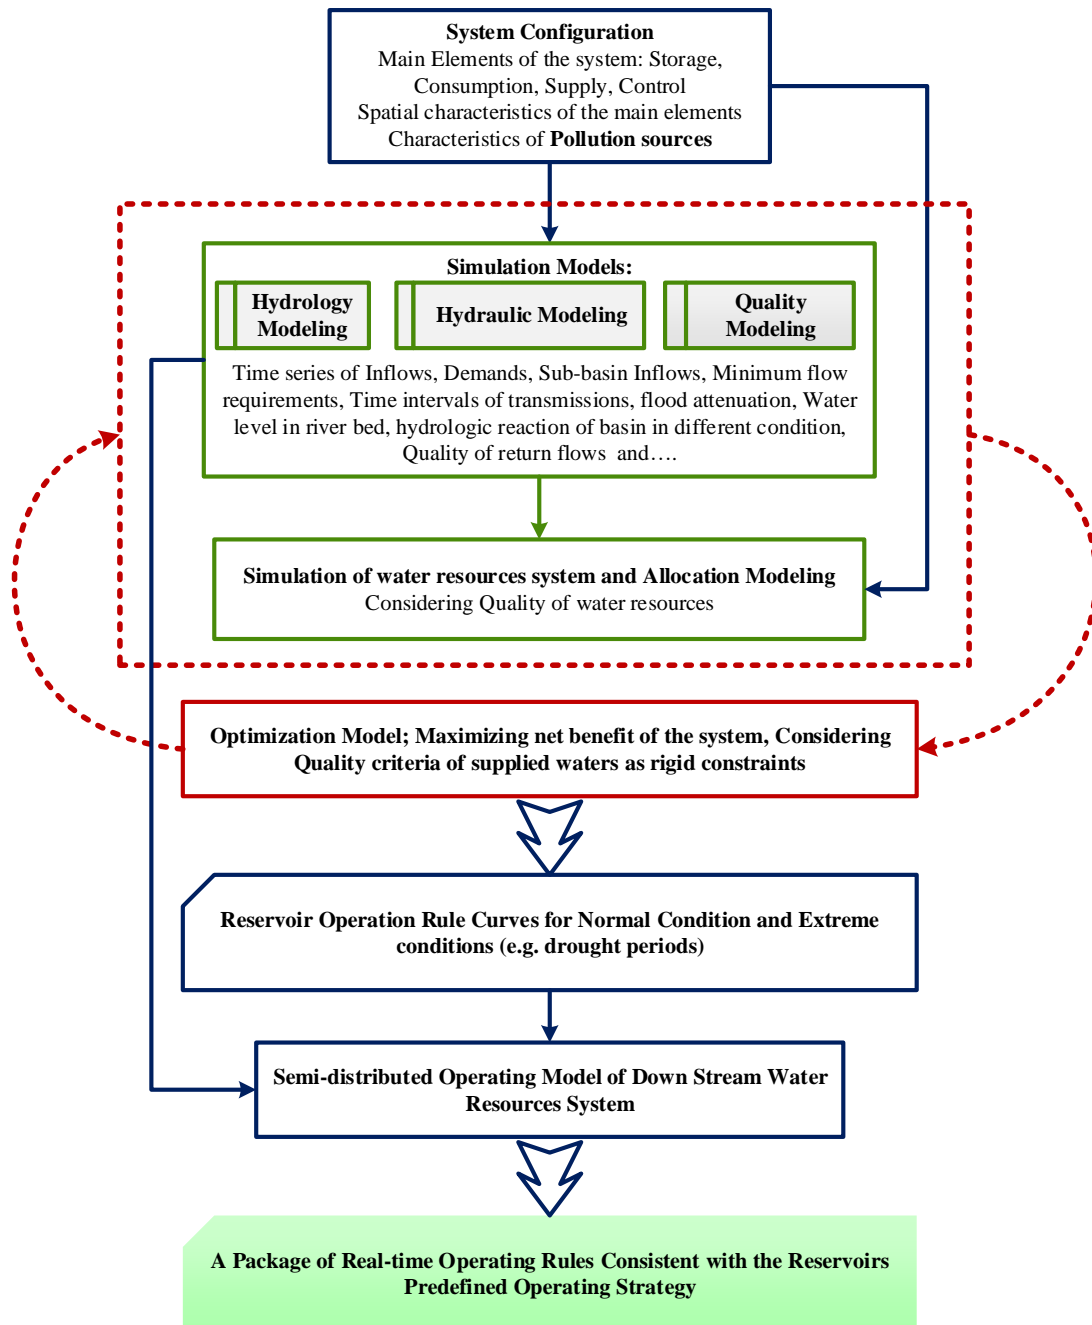 System Configuration
Main Elements of the system: Storage,
Consumption, Supply, Control
Spatial characteristics of the main elements
Characteristics of Pollution sources
Simulation Models:
Hydrology
Modeling
Hydraulic Modeling
Quality
Modeling
Time series of Inflows, Demands, Sub-basin Inflows, Minimum flow
requirements, Time intervals of transmissions, flood attenuation, Water
level in river bed, hydrologic reaction of basin in different condition,
Quality of return flows  and….
Simulation of water resources system and Allocation Modeling
Considering Quality of water resources
Optimization Model; Maximizing net benefit of the system, Considering
Quality criteria of supplied waters as rigid constraints
Reservoir Operation Rule Curves for Normal Condition and Extreme
conditions (e.g. drought periods)
Semi-distributed Operating Model of Down Stream Water
Resources System
A Package of Real-time Operating Rules Consistent with the Reservoirs
Predefined Operating Strategy